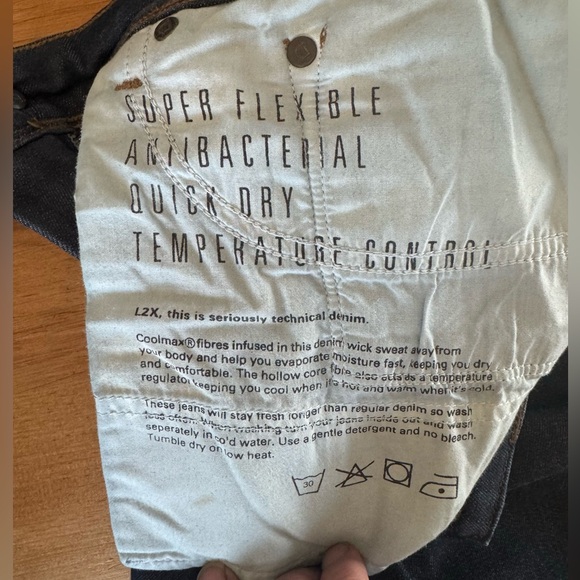 SUPER FLEXIBLE
ANTIBACTERIAL
QUICK DRY
TEMPERATURE CONTROL
L2X, this is seriously technical denim.
Coolmax® fibres infused in this denim wick sweat away from
your body and help you evaporate moisture fast, keeping you dry
and comfortable. The hollow core fibre also acts as a temperature
regulator keeping you cool when it's hot and warm when it's cold.
These jeans will stay fresh longer than regular denim so wash
less often. When washing turn your jeans inside out and wash
seperately in cold water. Use a gentle detergent and no bleach.
Tumble dry on low heat.
30